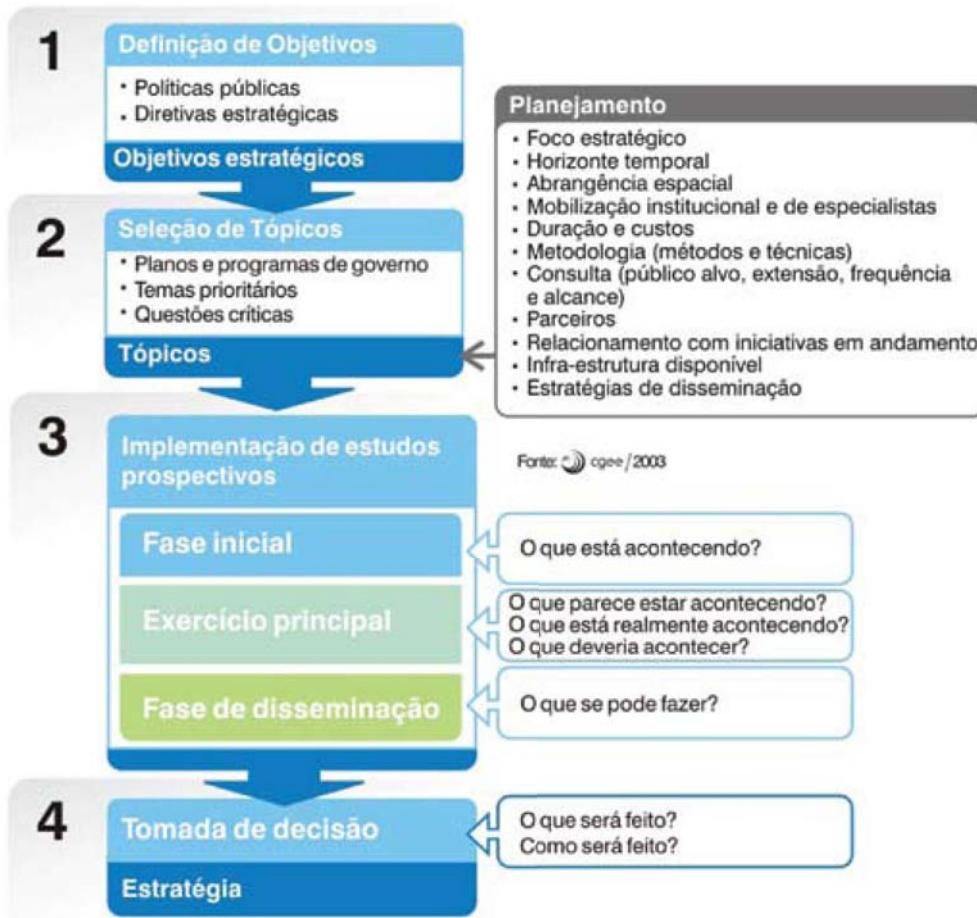 1
Definição de Objetivos
• Políticas públicas
• Diretivas estratégicas
Objetivos estratégicos
2
Seleção de Tópicos
• Planos e programas de governo
• Temas prioritários
• Questões críticas
Tópicos
Planejamento
• Foco estratégico
• Horizonte temporal
• Abrangência espacial
• Mobilização institucional e de especialistas
• Duração e custos
• Metodologia (métodos e técnicas)
• Consulta (público alvo, extensão, frequência
e alcance)
• Parceiros
• Relacionamento com iniciativas em andamento
• Infra-estrutura disponível
• Estratégias de disseminação
Fonte: cgee/2003
3
Implementação de estudos
prospectivos
Fase inicial
O que está acontecendo?
Exercício principal
O que parece estar acontecendo?
O que está realmente acontecendo?
O que deveria acontecer?
Fase de disseminação
O que se pode fazer?
4
Tomada de decisão
O que será feito?
Como será feito?
Estratégia